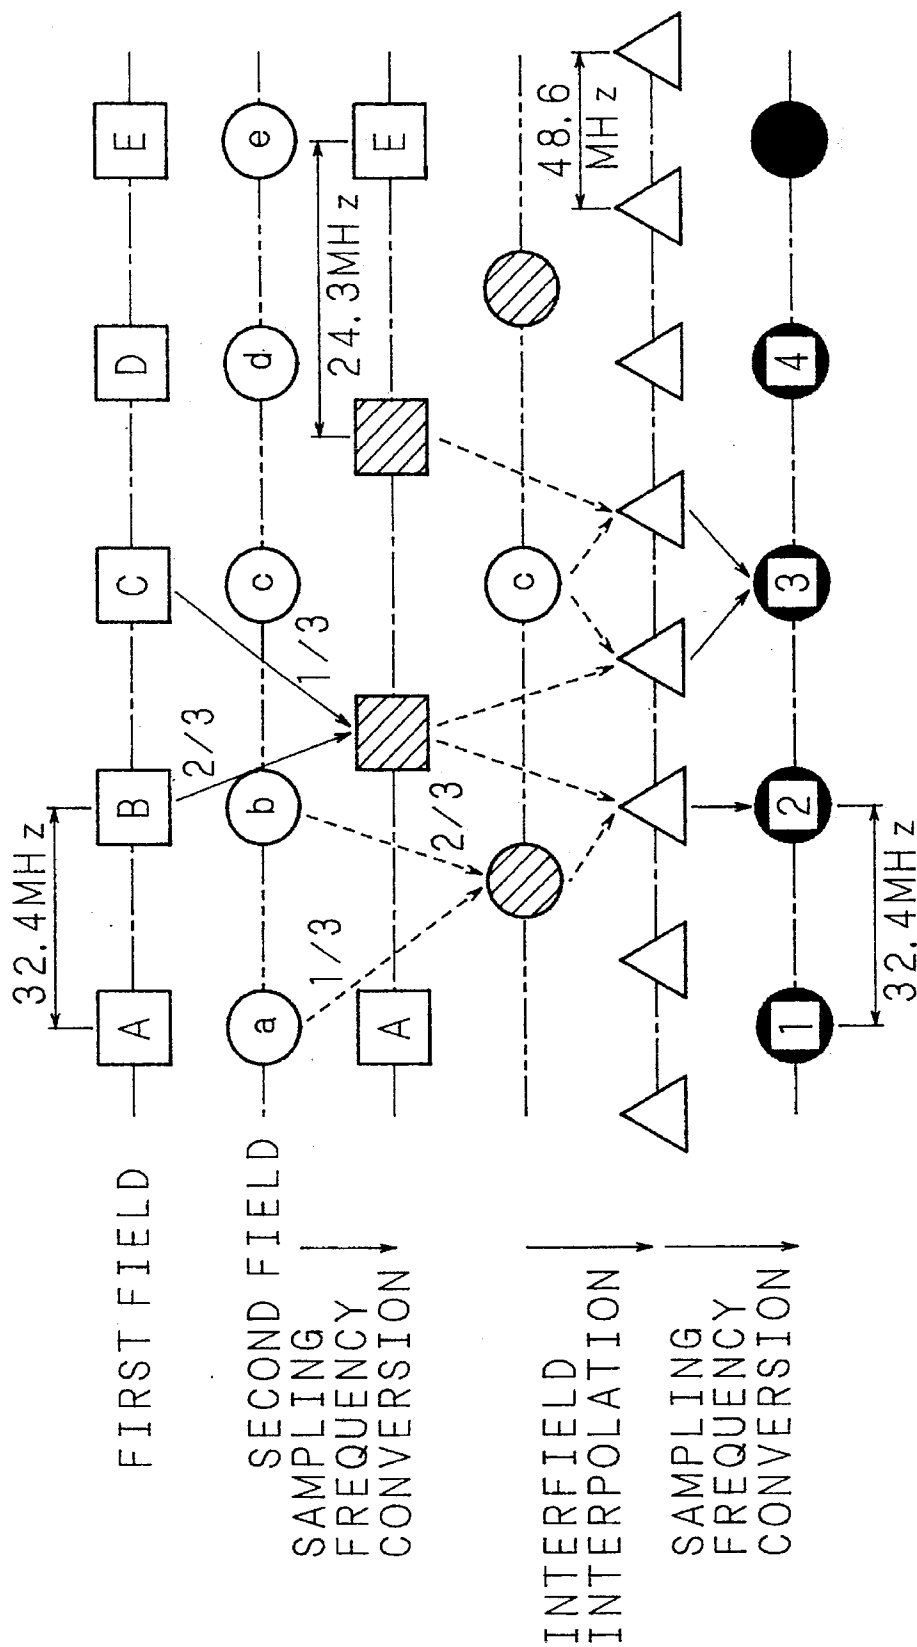 FIRST FIELD
32.4MHz
A
B
C
D
E
2/3
1/3
SECOND FIELD
a
b
c
d
e
1/3
2/3
SAMPLING
FREQUENCY
CONVERSION
24.3MHz
A
E
c
INTERFIELD
INTERPOLATION
48.6
MHz
SAMPLING
FREQUENCY
CONVERSION
1
2
3
4
32.4MHz